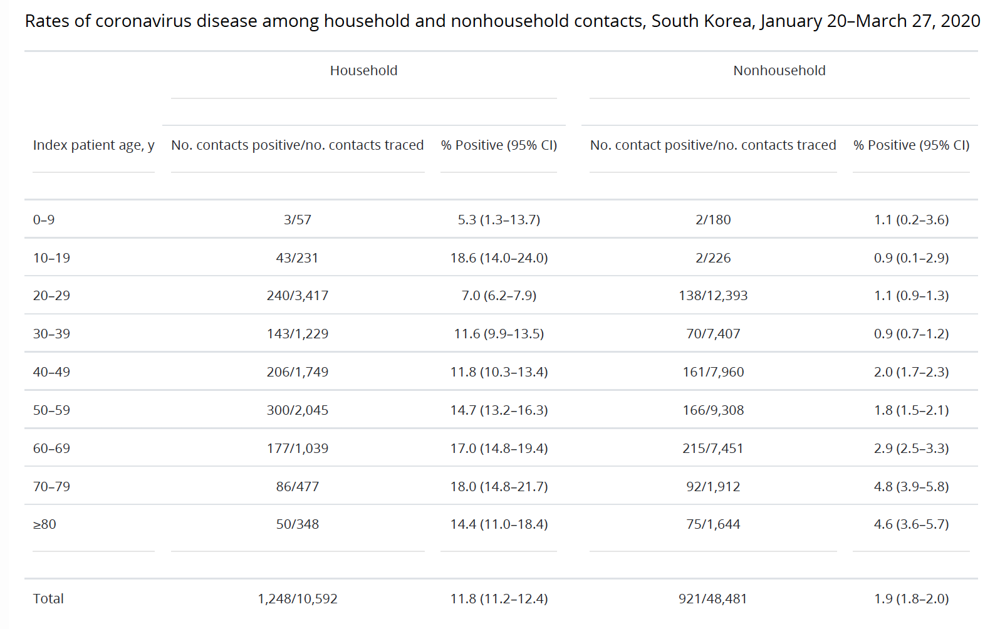 Rates of coronavirus disease among household and nonhousehold contacts, South Korea, January 20–March 27, 2020
Household Nonhousehold
Index patient age, y No. contacts positive/no. contacts traced % Positive (95% CI) No. contact positive/no. contacts traced % Positive (95% CI)
0–9 3/57 5.3 (1.3–13.7) 2/180 1.1 (0.2–3.6)
10–19 43/231 18.6 (14.0–24.0) 2/226 0.9 (0.1–2.9)
20–29 240/3,417 7.0 (6.2–7.9) 138/12,393 1.1 (0.9–1.3)
30–39 143/1,229 11.6 (9.9–13.5) 70/7,407 0.9 (0.7–1.2)
40–49 206/1,749 11.8 (10.3–13.4) 161/7,960 2.0 (1.7–2.3)
50–59 300/2,045 14.7 (13.2–16.3) 166/9,308 1.8 (1.5–2.1)
60–69 177/1,039 17.0 (14.8–19.4) 215/7,451 2.9 (2.5–3.3)
70–79 86/477 18.0 (14.8–21.7) 92/1,912 4.8 (3.9–5.8)
≥80 50/348 14.4 (11.0–18.4) 75/1,644 4.6 (3.6–5.7)
Total 1,248/10,592 11.8 (11.2–12.4) 921/48,481 1.9 (1.8–2.0)